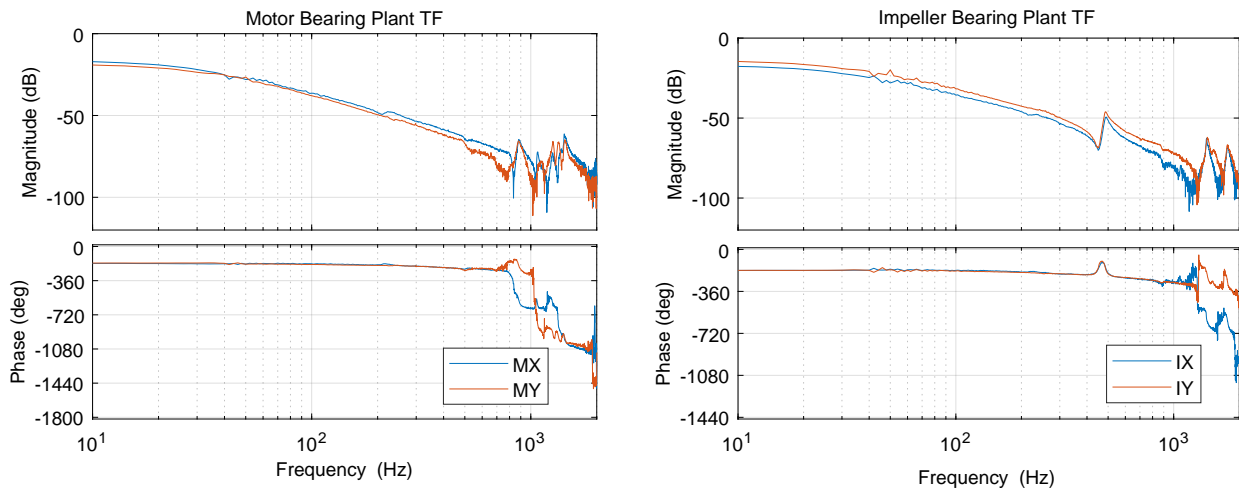 Motor Bearing Plant TF
0
-50
-100
Magnitude (dB)
0
-360
-720
-1080
-1440
-1800
Phase (deg)
MX
MY
10^1
10^2
10^3
Frequency (Hz)
Impeller Bearing Plant TF
0
-50
-100
Magnitude (dB)
0
-360
-720
-1080
-1440
Phase (deg)
IX
IY
10^1
10^2
10^3
Frequency (Hz)